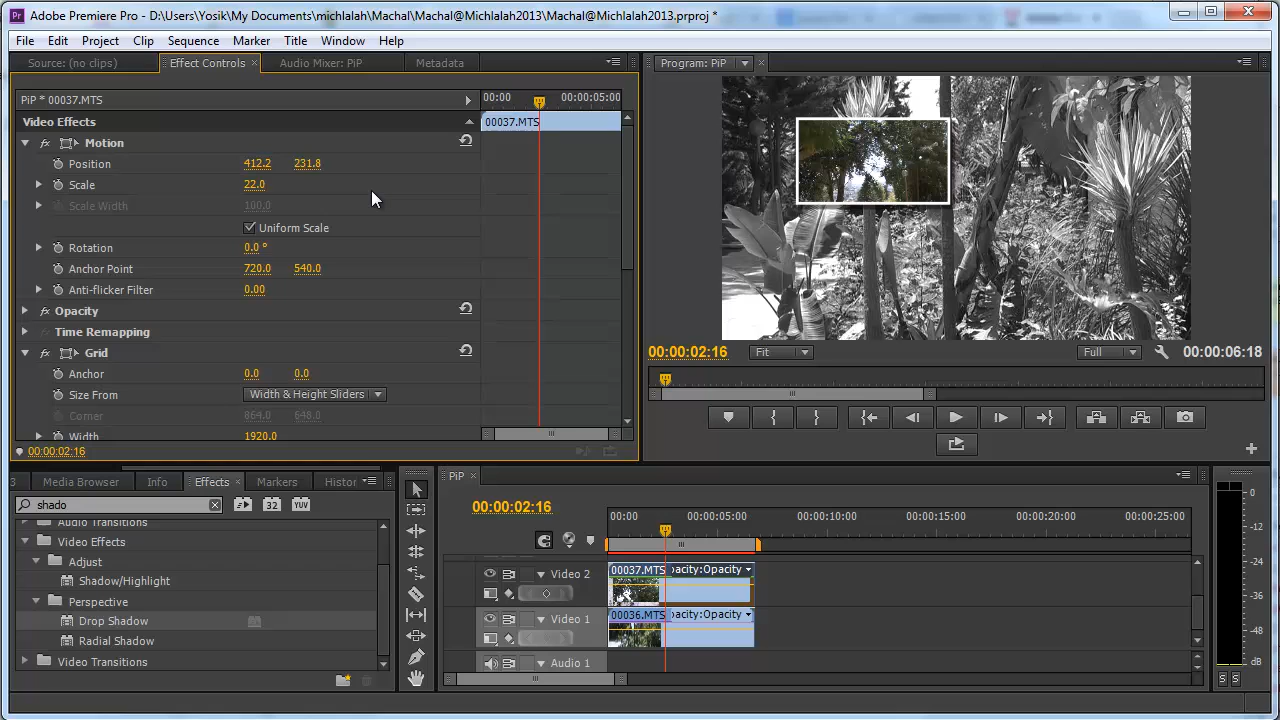 Adobe Premiere Pro - D:\Users\Yosik\My Documents\michlalah\Machal\Machal@Michlalah2013\Machal@Michlalah2013.prproj *
File Edit Project Clip Sequence Marker Title Window Help
Source: (no clips) Effect Controls Audio Mixer: PiP Metadata
Program: PiP
PiP * 00037.MTS
00:00 00:05:00
Video Effects
00037.MTS
Motion
Position 412.2 231.8
Scale 22.0
Scale Width 100.0
Uniform Scale
Rotation 0.0 °
Anchor Point 720.0 540.0
Anti-flicker Filter 0.00
Opacity
Time Remapping
Grid
Anchor 0.0 0.0
Size From Width & Height Sliders
Corner 864.0 648.0
Width 1920.0
00:00:02:16
00:00:02:16 Fit Full 00:00:06:18
3 Media Browser Info Effects Markers Histor
shado
32 YUV
Audio Transitions
Video Effects
Adjust
Shadow/Highlight
Perspective
Drop Shadow
Radial Shadow
Video Transitions
PiP
00:00:02:16
00:00 00:05:00 00:10:00 00:15:00 00:20:00 00:25:00
Video 2
00037.MTS pacity:Opacity
Video 1
00036.MTS pacity:Opacity
Audio 1
0
-12
-24
-36
-48
dB
S S